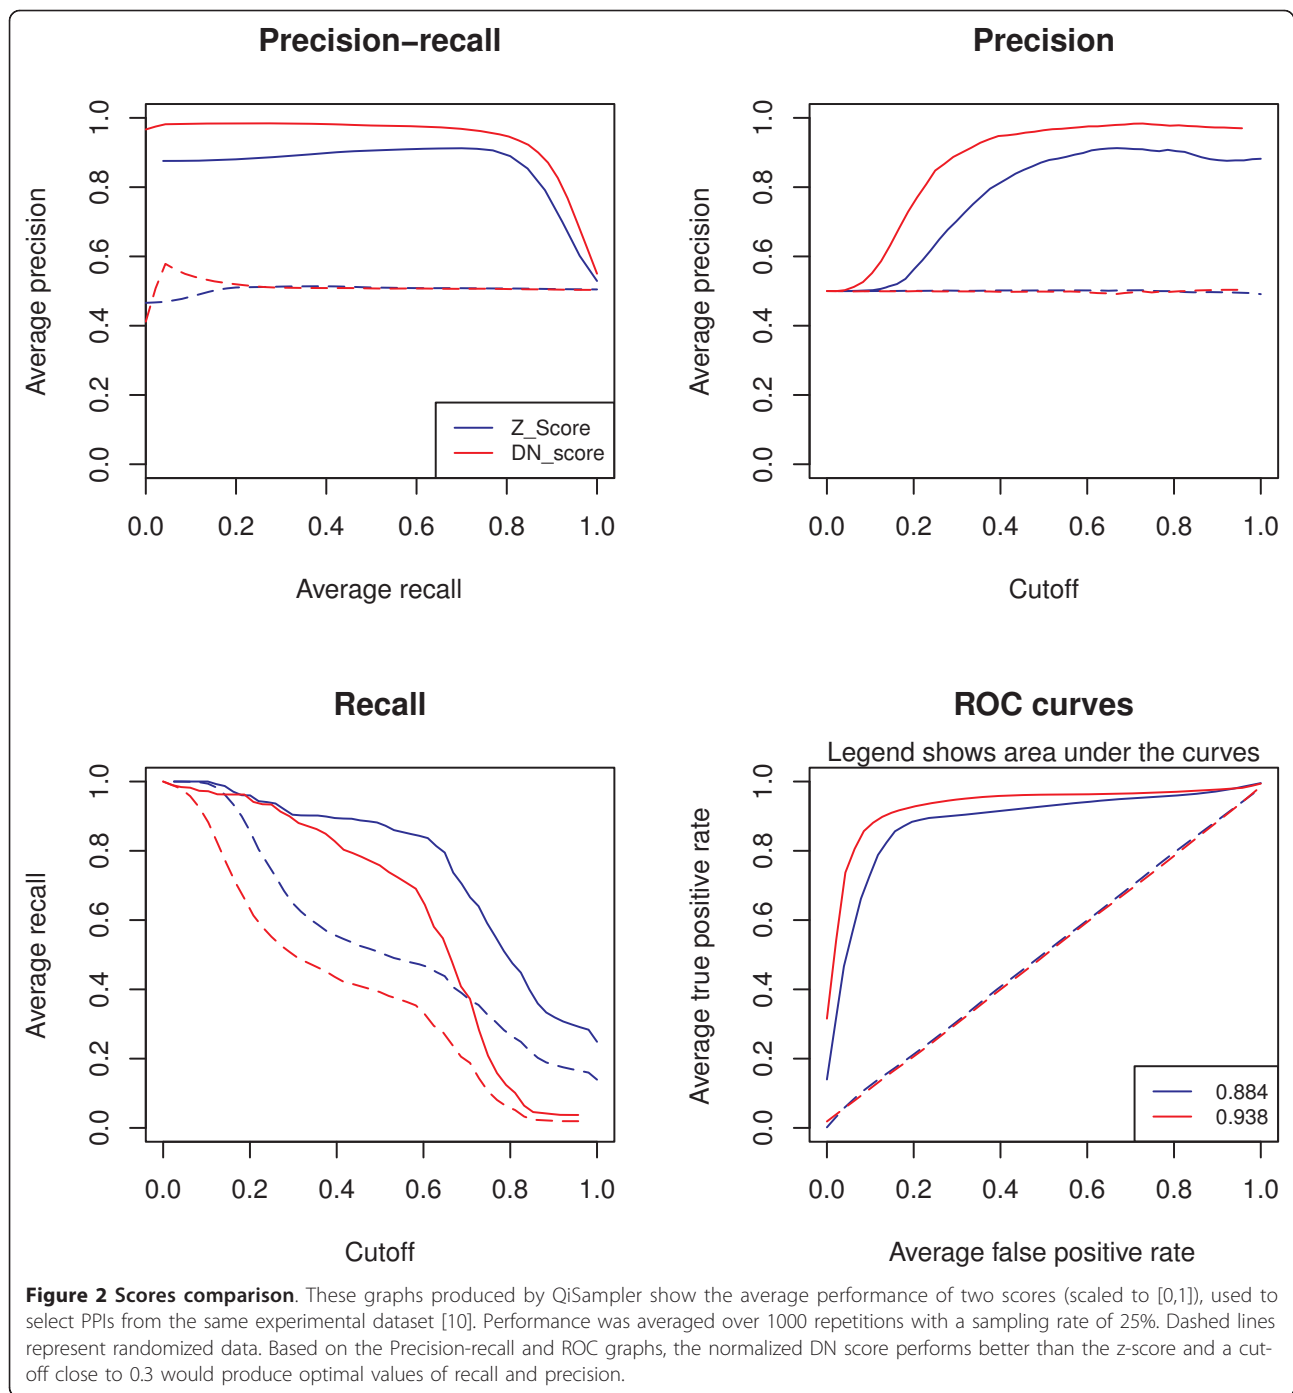 Precision–recall
Average precision
0.0 0.2 0.4 0.6 0.8 1.0
Z_Score
DN_score
0.0 0.2 0.4 0.6 0.8 1.0
Average recall
Precision
Average precision
0.0 0.2 0.4 0.6 0.8 1.0
0.0 0.2 0.4 0.6 0.8 1.0
Cutoff
Recall
Average recall
0.0 0.2 0.4 0.6 0.8 1.0
0.0 0.2 0.4 0.6 0.8 1.0
Cutoff
ROC curves
Legend shows area under the curves
Average true positive rate
0.0 0.2 0.4 0.6 0.8 1.0
0.884
0.938
0.0 0.2 0.4 0.6 0.8 1.0
Average false positive rate
Figure 2 Scores comparison. These graphs produced by QiSampler show the average performance of two scores (scaled to [0,1]), used to
select PPIs from the same experimental dataset [10]. Performance was averaged over 1000 repetitions with a sampling rate of 25%. Dashed lines
represent randomized data. Based on the Precision-recall and ROC graphs, the normalized DN score performs better than the z-score and a cut-
off close to 0.3 would produce optimal values of recall and precision.